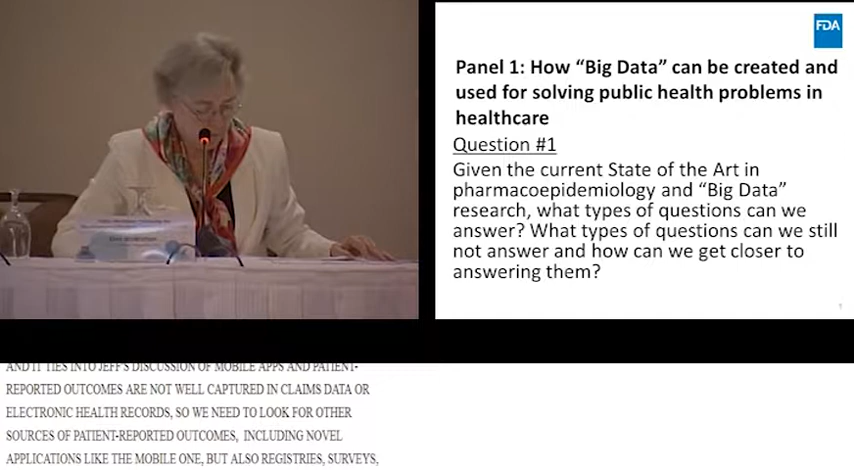 FDA
Panel 1: How “Big Data” can be created and
used for solving public health problems in
healthcare
Question #1
Given the current State of the Art in
pharmacoepidemiology and “Big Data”
research, what types of questions can we
answer? What types of questions can we still
not answer and how can we get closer to
answering them?
AND IT TIES INTO JEFF'S DISCUSSION OF MOBILE APPS AND PATIENT-
REPORTED OUTCOMES ARE NOT WELL CAPTURED IN CLAIMS DATA OR
ELECTRONIC HEALTH RECORDS, SO WE NEED TO LOOK FOR OTHER
SOURCES OF PATIENT-REPORTED OUTCOMES, INCLUDING NOVEL
APPLICATIONS LIKE THE MOBILE ONE, BUT ALSO REGISTRIES, SURVEYS,